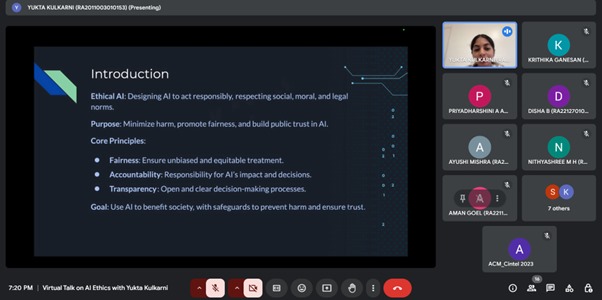 YUKTA KULKARNI (RA2011003010153) (Presenting)
Introduction
Ethical AI: Designing AI to act responsibly, respecting social, moral, and legal
norms.
Purpose: Minimize harm, promote fairness, and build public trust in AI.
Core Principles:
Fairness: Ensure unbiased and equitable treatment.
Accountability: Responsibility for AI's impact and decisions.
Transparency: Open and clear decision-making processes.
Goal: Use AI to benefit society, with safeguards to prevent harm and ensure trust.
K
KRITHIKA GANESAN (...
P
PRIYADHARSHINI A A...
D
DISHA B (RA22127010...
A
AYUSHI MISHRA (RA2...
N
NITHYASHREE M H (R...
AMAN GOEL (RA2211...
S K
7 others
A
ACM_Cintel 2023
7:20 PM | Virtual Talk on AI Ethics with Yukta Kulkarni
16